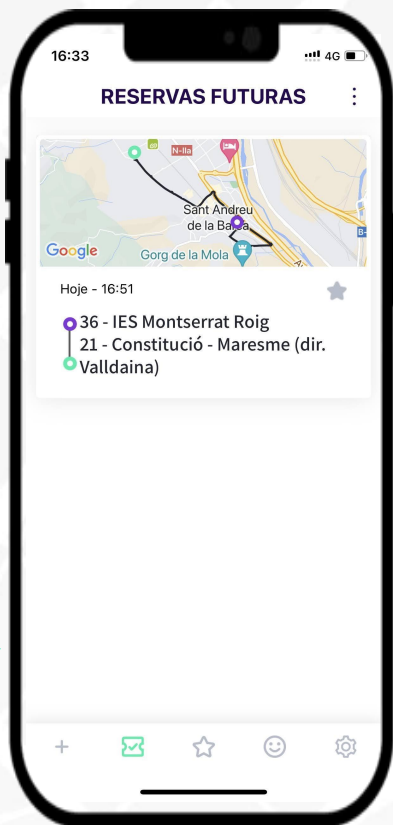 16:33
4G
RESERVAS FUTURAS
N-IIa
Sant Andreu
de la Barca
B-
Google
Gorg de la Mola
Hoje - 16:51
36 - IES Montserrat Roig
21 - Constitució - Maresme (dir.
Valldaina)